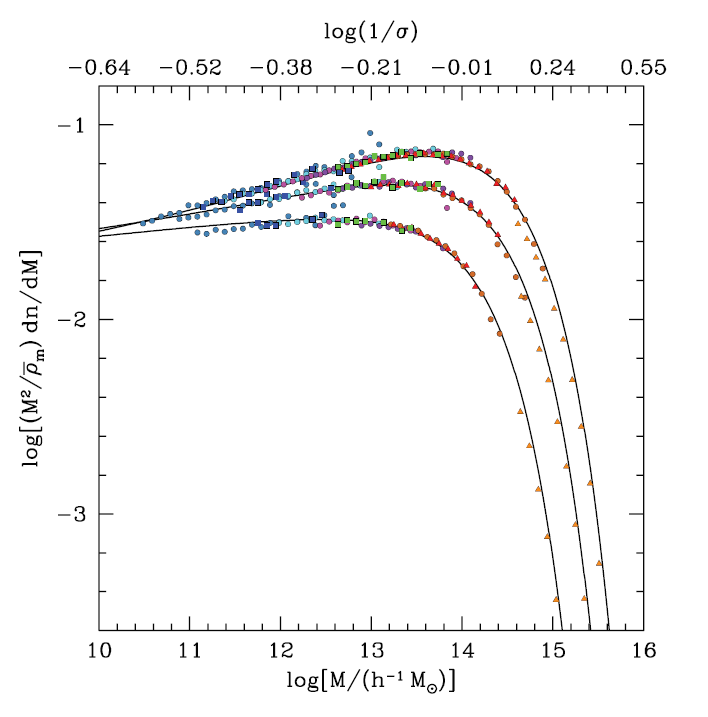 log(1/σ)
−0.64 −0.52 −0.38 −0.21 −0.01 0.24 0.55
−1
−2
−3
log[(M²/ρ̄ₘ) dn/dM]
10 11 12 13 14 15 16
log[M/(h⁻¹ M☉)]